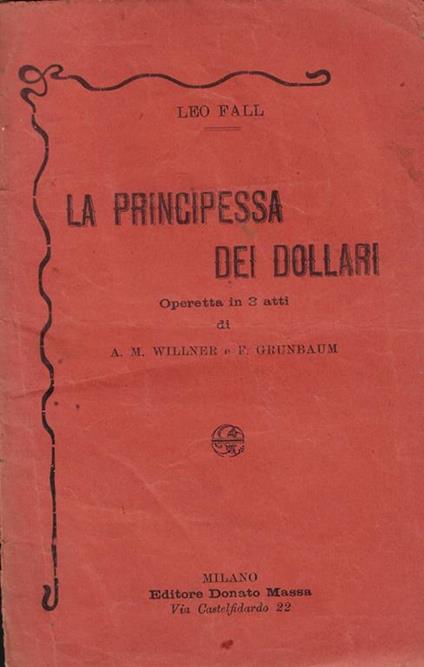 LEO FALL
LA PRINCIPESSA
DEI DOLLARI
Operetta in 3 atti
di
A. M. WILLNER e F. GRUNBAUM
MILANO
Editore Donato Massa
Via Castelfidardo 22